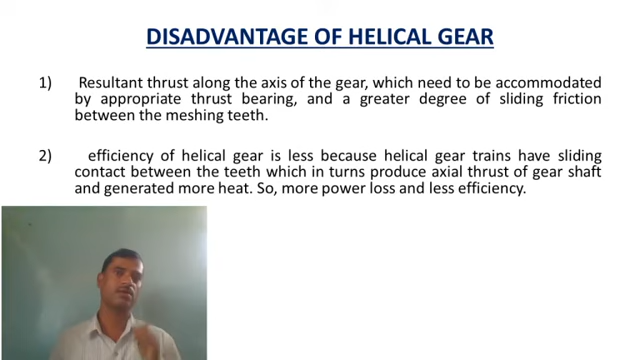 DISADVANTAGE OF HELICAL GEAR
1) Resultant thrust along the axis of the gear, which need to be accommodated
by appropriate thrust bearing, and a greater degree of sliding friction
between the meshing teeth.
2) efficiency of helical gear is less because helical gear trains have sliding
contact between the teeth which in turns produce axial thrust of gear shaft
and generated more heat. So, more power loss and less efficiency.